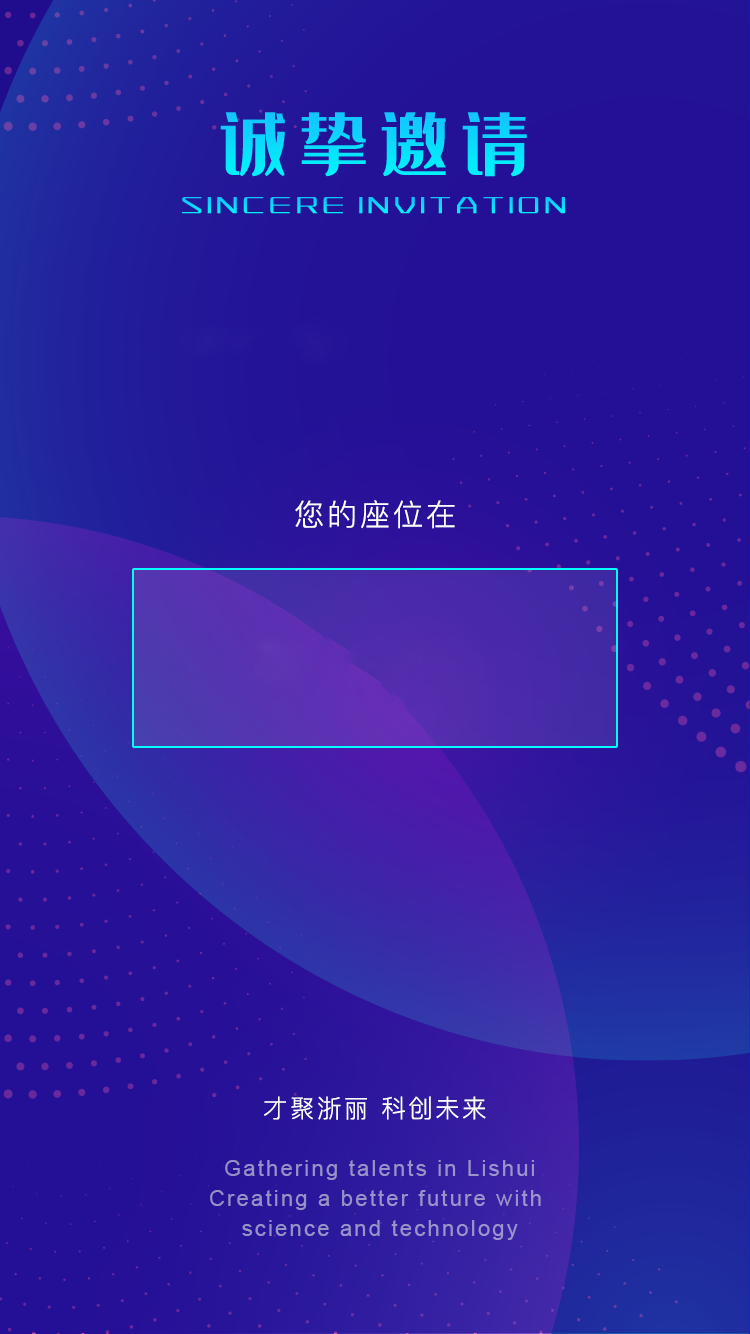 诚挚邀请
SINCERE INVITATION
您的座位在
才聚浙丽 科创未来
Gathering talents in Lishui
Creating a better future with
science and technology